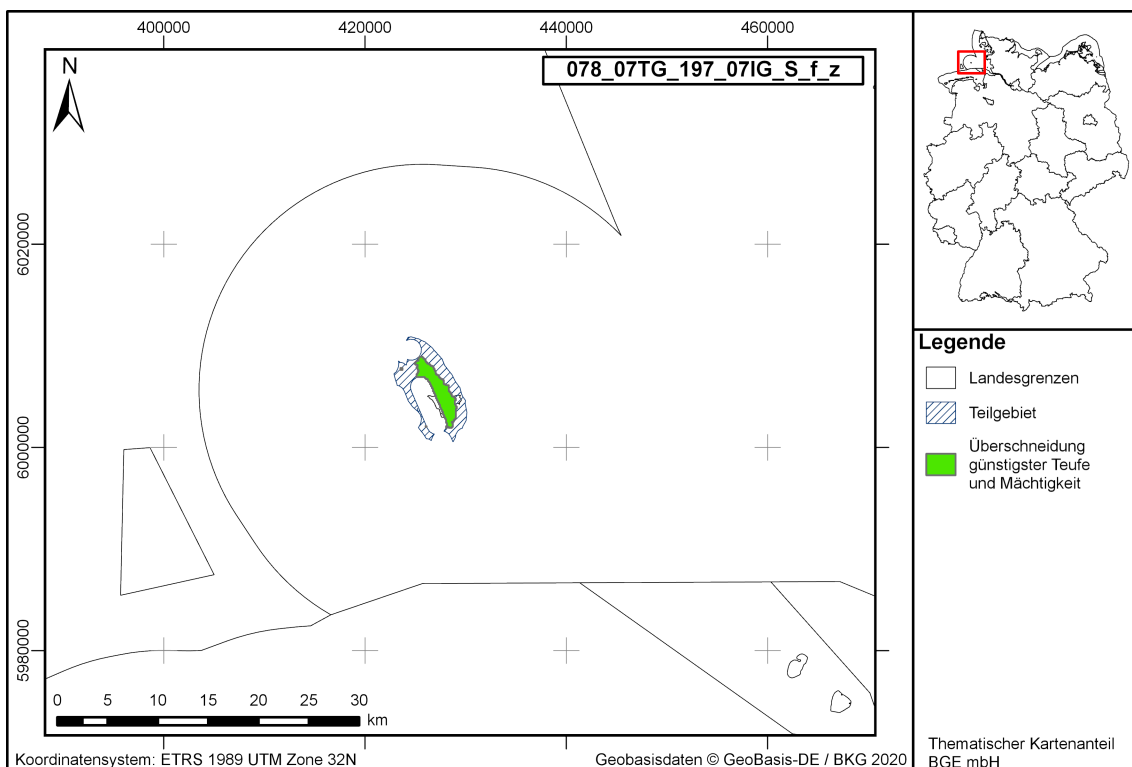 400000 420000 440000 460000
078_07TG_197_07IG_S_f_z
N
6020000
6000000
5980000
0 5 10 15 20 25 30
km
Koordinatensystem: ETRS 1989 UTM Zone 32N
Geobasisdaten © GeoBasis-DE / BKG 2020
Legende
Landesgrenzen
Teilgebiet
Überschneidung
günstigster Teufe
und Mächtigkeit
Thematischer Kartenanteil
BGE mbH